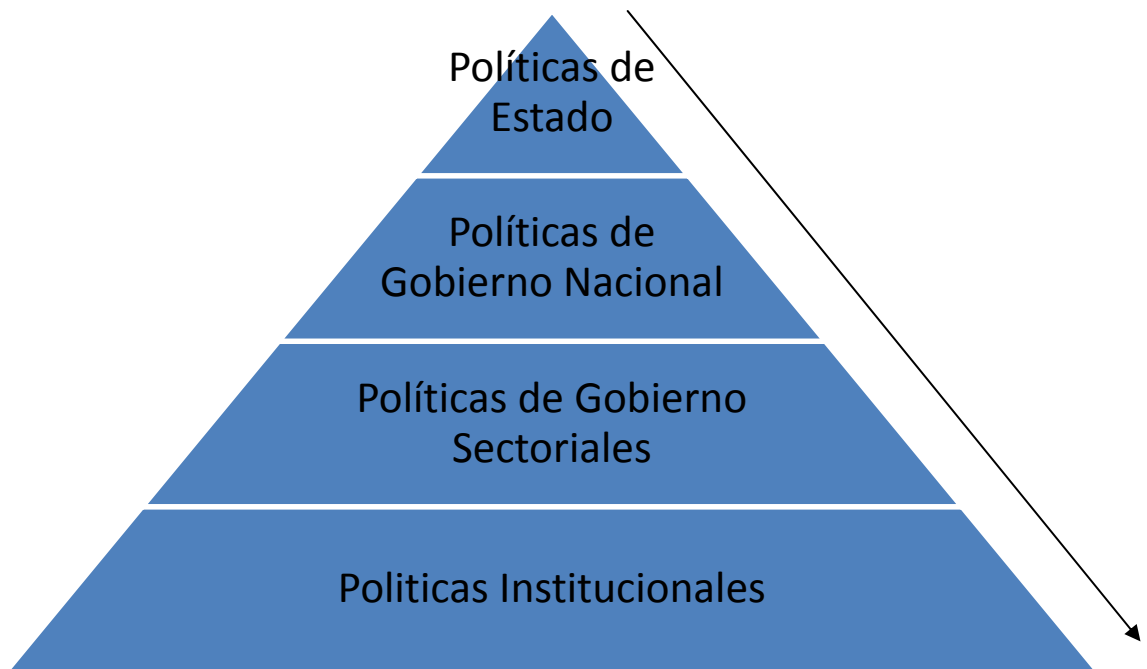 Políticas de
Estado
Políticas de
Gobierno Nacional
Políticas de Gobierno
Sectoriales
Politicas Institucionales